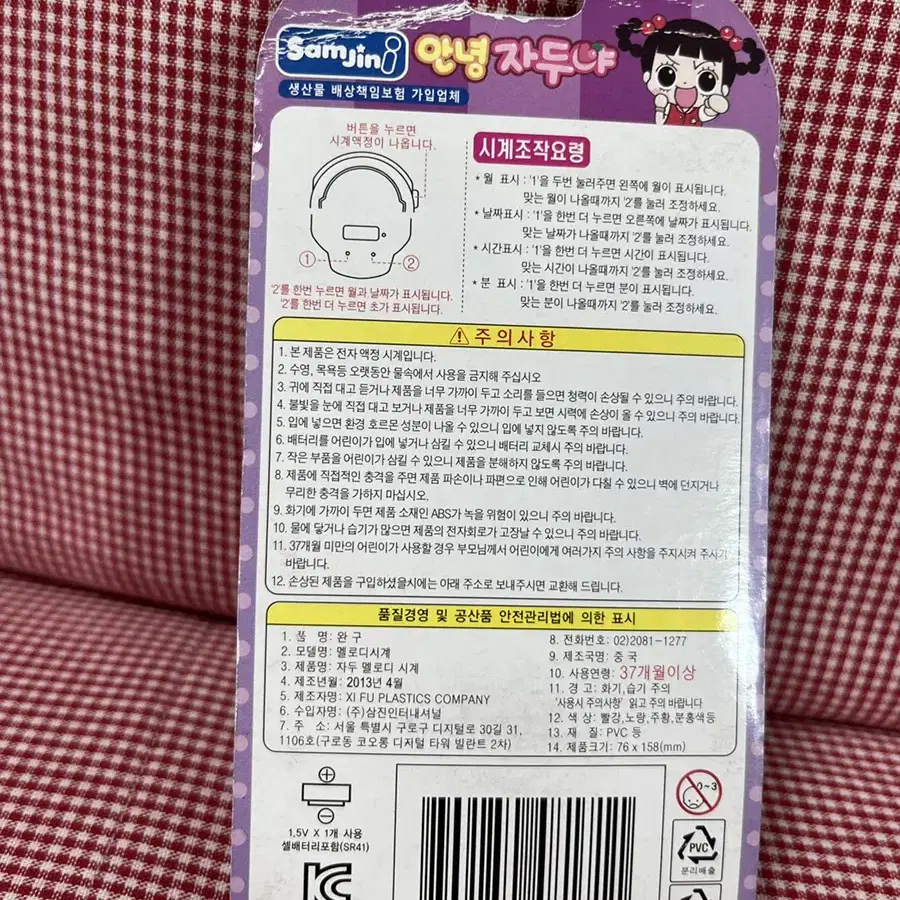 Samjin i 안녕 자두야
생산물 배상책임보험 가입업체
버튼을 누르면
시계액정이 나옵니다.
① ②
'2'를 한번 누르면 월과 날짜가 표시됩니다.
'2'를 한번 더 누르면 초가 표시됩니다.
시계조작요령
* 월 표시 : '1'을 두번 눌러주면 왼쪽에 월이 표시됩니다.
맞는 월이 나올때까지 '2'를 눌러 조정하세요.
* 날짜표시 : '1'을 한번 더 누르면 오른쪽에 날짜가 표시됩니다.
맞는 날짜가 나올때까지 '2'를 눌러 조정하세요.
* 시간표시 : '1'을 한번 더 누르면 시간이 표시됩니다.
맞는 시간이 나올때까지 '2'를 눌러 조정하세요.
* 분 표시 : '1'을 한번 더 누르면 분이 표시됩니다.
맞는 분이 나올때까지 '2'를 눌러 조정하세요.
주의사항
1. 본 제품은 전자 액정 시계입니다.
2. 수영, 목욕등 오랫동안 물속에서 사용을 금지해 주십시오
3. 귀에 직접 대고 듣거나 제품을 너무 가까이 두고 소리를 들으면 청력이 손상될 수 있으니 주의 바랍니다.
4. 불빛을 눈에 직접 대고 보거나 제품을 너무 가까이 두고 보면 시력에 손상이 올 수 있으니 주의 바랍니다.
5. 입에 넣으면 환경 호르몬 성분이 나올 수 있으니 입에 넣지 않도록 주의 바랍니다.
6. 배터리를 어린이가 입에 넣거나 삼킬 수 있으니 배터리 교체시 주의 바랍니다.
7. 작은 부품을 어린이가 삼킬 수 있으니 제품을 분해하지 않도록 주의 바랍니다.
8. 제품에 직접적인 충격을 주면 제품 파손이나 파편으로 인해 어린이가 다칠 수 있으니 벽에 던지거나
무리한 충격을 가하지 마십시오.
9. 화기에 가까이 두면 제품 소재인 ABS가 녹을 위험이 있으니 주의 바랍니다.
10. 물에 닿거나 습기가 많으면 제품의 전자회로가 고장날 수 있으니 주의 바랍니다.
11. 37개월 미만의 어린이가 사용할 경우 부모님께서 어린이에게 여러가지 주의 사항을 주지시켜 주시기
바랍니다.
12. 손상된 제품을 구입하셨을시에는 아래 주소로 보내주시면 교환해 드립니다.
품질경영 및 공산품 안전관리법에 의한 표시
1. 품 명: 완 구
2. 모델명: 멜로디시계
3. 제품명: 자두 멜로디 시계
4. 제조년월: 2013년 4월
5. 제조자명: XI FU PLASTICS COMPANY
6. 수입자명: (주)삼진인터내셔널
7. 주 소: 서울 특별시 구로구 디지털로 30길 31,
1106호(구로동 코오롱 디져털 타워 빌란트 2차)
8. 전화번호: 02)2081-1277
9. 제조국명: 중 국
10. 사용연령: 37개월이상
11. 경 고: 화기,습기 주의
'사용시 주의사항' 읽고 주의 바랍니다
12. 색 상: 빨강,노랑,주황,분홍색등
13. 재 질: PVC 등
14. 제품크기: 76 x 158(mm)
1.5V X 1개 사용
셀배터리포함(SR41)
0~3
PVC
분리배출